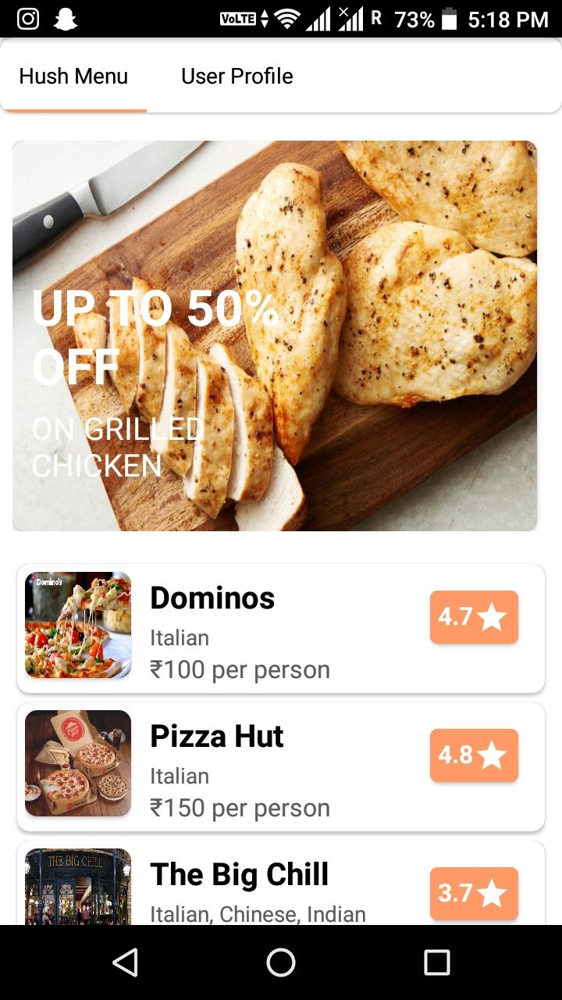 VoLTE R 73% 5:18 PM
Hush Menu User Profile
UP TO 50%
OFF
ON GRILLED
CHICKEN
Domino's
Dominos
Italian
₹100 per person
4.7
Pizza Hut
Pizza Hut
Italian
₹150 per person
4.8
THE BIG CHILL
The Big Chill
Italian, Chinese, Indian
3.7